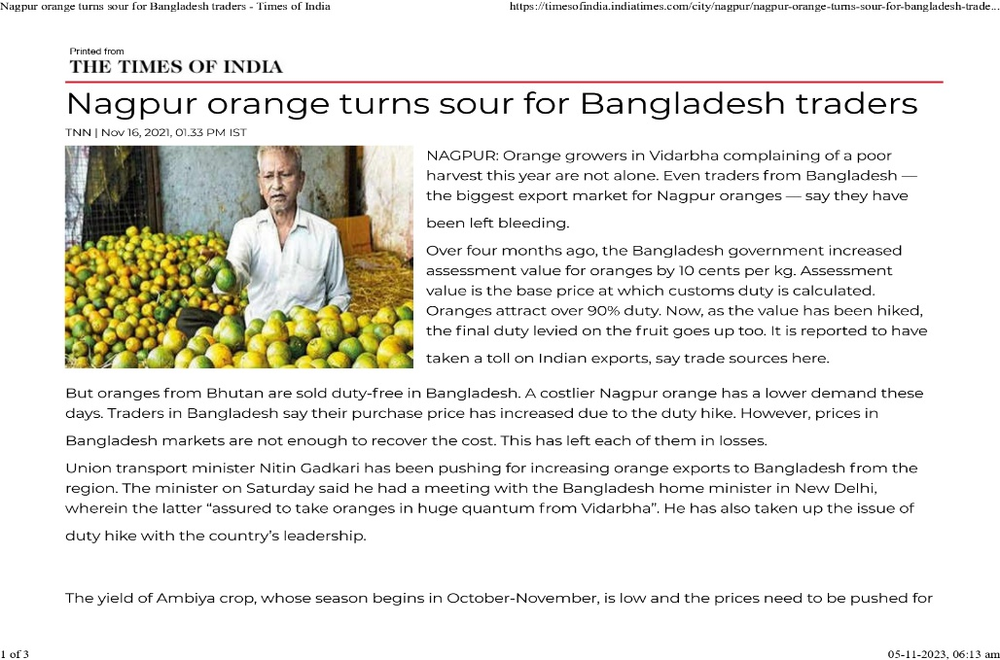 Nagpur orange turns sour for Bangladesh traders - Times of India
https://timesofindia.indiatimes.com/city/nagpur/nagpur-orange-turns-sour-for-bangladesh-trade...
Printed from
THE TIMES OF INDIA
Nagpur orange turns sour for Bangladesh traders
TNN | Nov 16, 2021, 01.33 PM IST
NAGPUR: Orange growers in Vidarbha complaining of a poor
harvest this year are not alone. Even traders from Bangladesh —
the biggest export market for Nagpur oranges — say they have
been left bleeding.
Over four months ago, the Bangladesh government increased
assessment value for oranges by 10 cents per kg. Assessment
value is the base price at which customs duty is calculated.
Oranges attract over 90% duty. Now, as the value has been hiked,
the final duty levied on the fruit goes up too. It is reported to have
taken a toll on Indian exports, say trade sources here.
But oranges from Bhutan are sold duty-free in Bangladesh. A costlier Nagpur orange has a lower demand these
days. Traders in Bangladesh say their purchase price has increased due to the duty hike. However, prices in
Bangladesh markets are not enough to recover the cost. This has left each of them in losses.
Union transport minister Nitin Gadkari has been pushing for increasing orange exports to Bangladesh from the
region. The minister on Saturday said he had a meeting with the Bangladesh home minister in New Delhi,
wherein the latter “assured to take oranges in huge quantum from Vidarbha”. He has also taken up the issue of
duty hike with the country’s leadership.
The yield of Ambiya crop, whose season begins in October-November, is low and the prices need to be pushed for
1 of 3
05-11-2023, 06:13 am